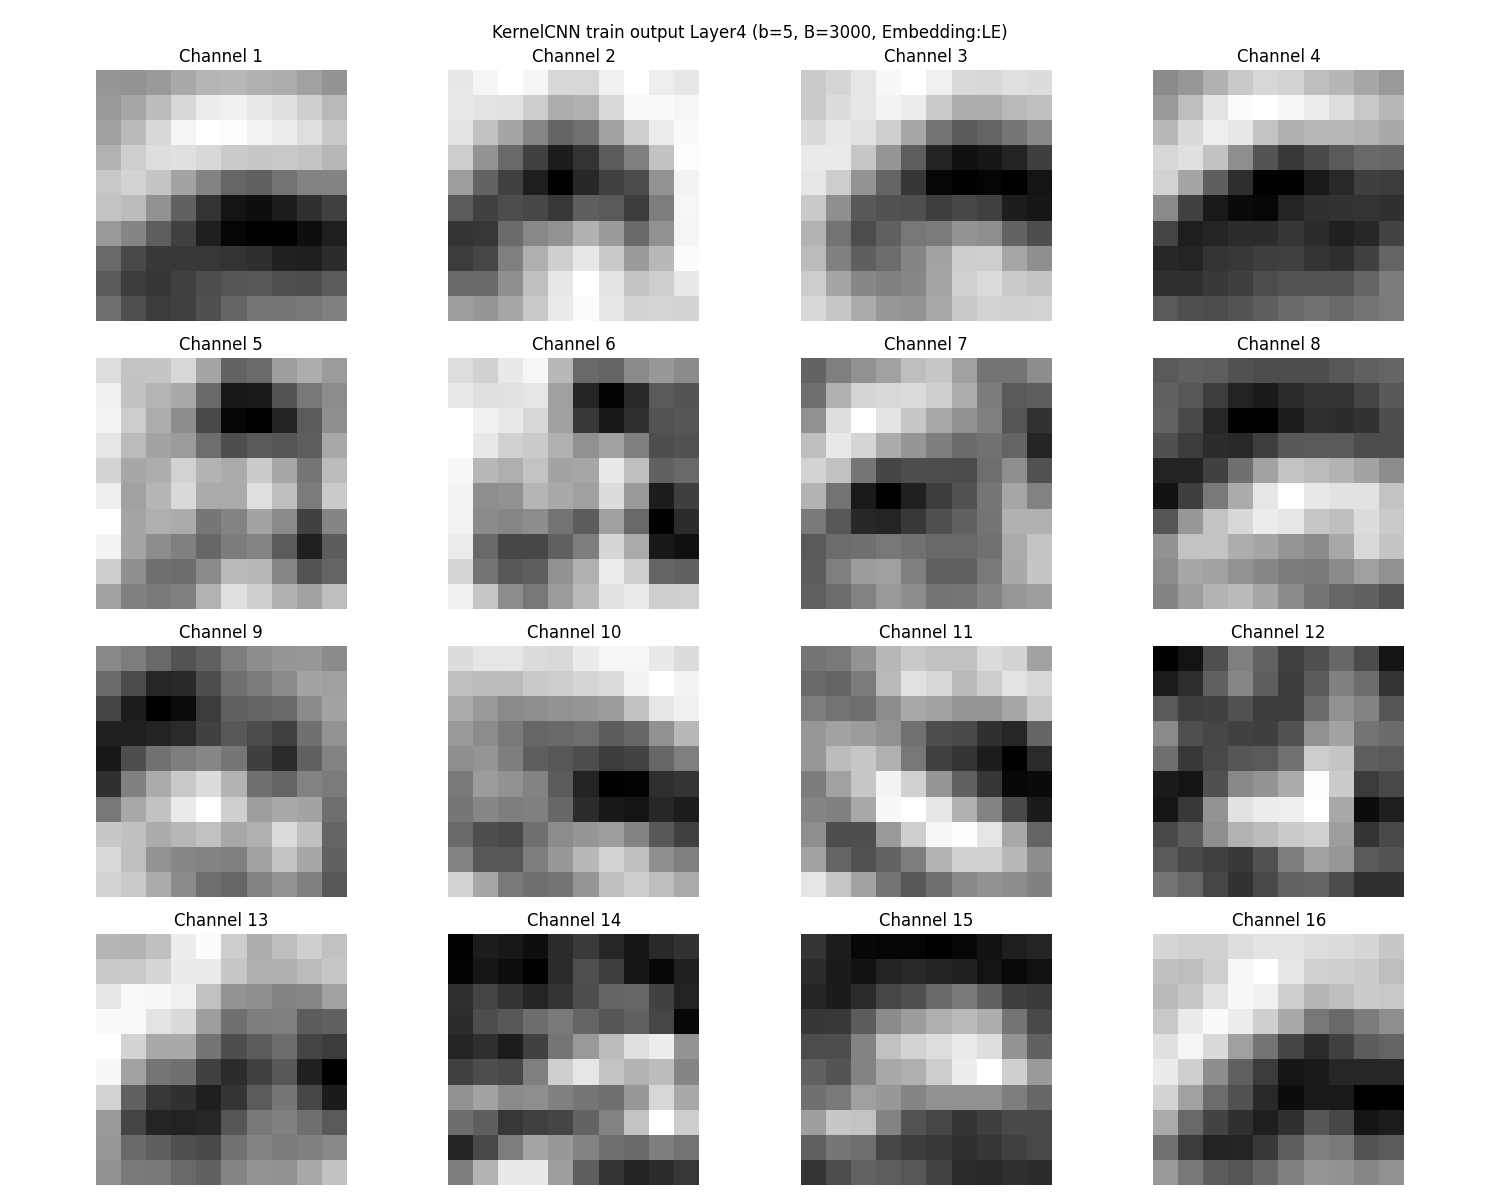 KernelCNN train output Layer4 (b=5, B=3000, Embedding:LE)
Channel 1 Channel 2 Channel 3 Channel 4
Channel 5 Channel 6 Channel 7 Channel 8
Channel 9 Channel 10 Channel 11 Channel 12
Channel 13 Channel 14 Channel 15 Channel 16